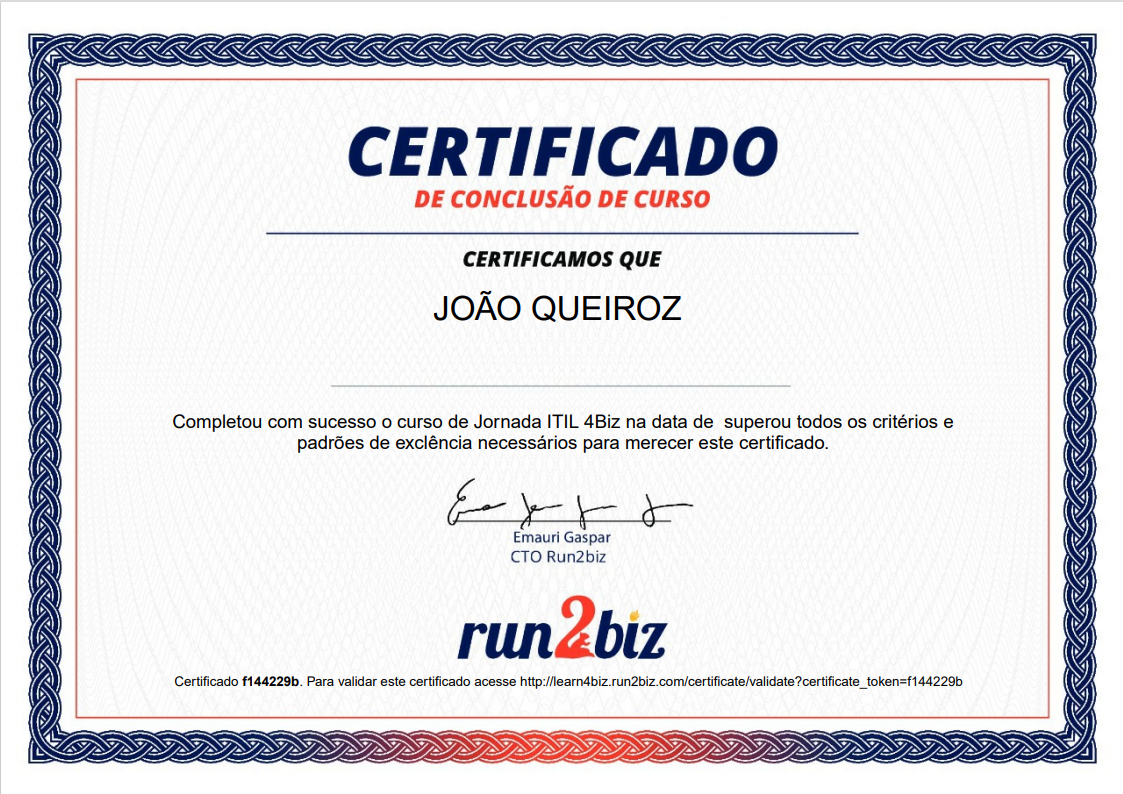 CERTIFICADO
DE CONCLUSÃO DE CURSO
CERTIFICAMOS QUE
JOÃO QUEIROZ
Completou com sucesso o curso de Jornada ITIL 4Biz na data de  superou todos os critérios e
padrões de exclência necessários para merecer este certificado.
Emauri Gaspar
CTO Run2biz
run2biz
Certificado f144229b. Para validar este certificado acesse http://learn4biz.run2biz.com/certificate/validate?certificate_token=f144229b